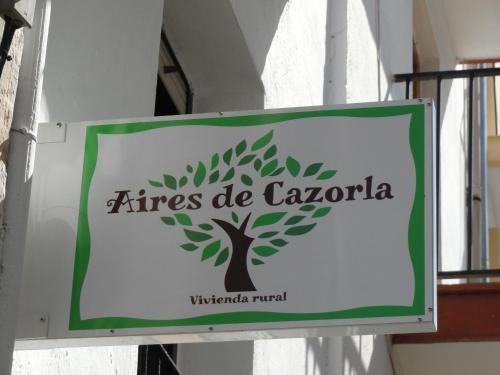 Aires de Cazorla
Vivienda rural